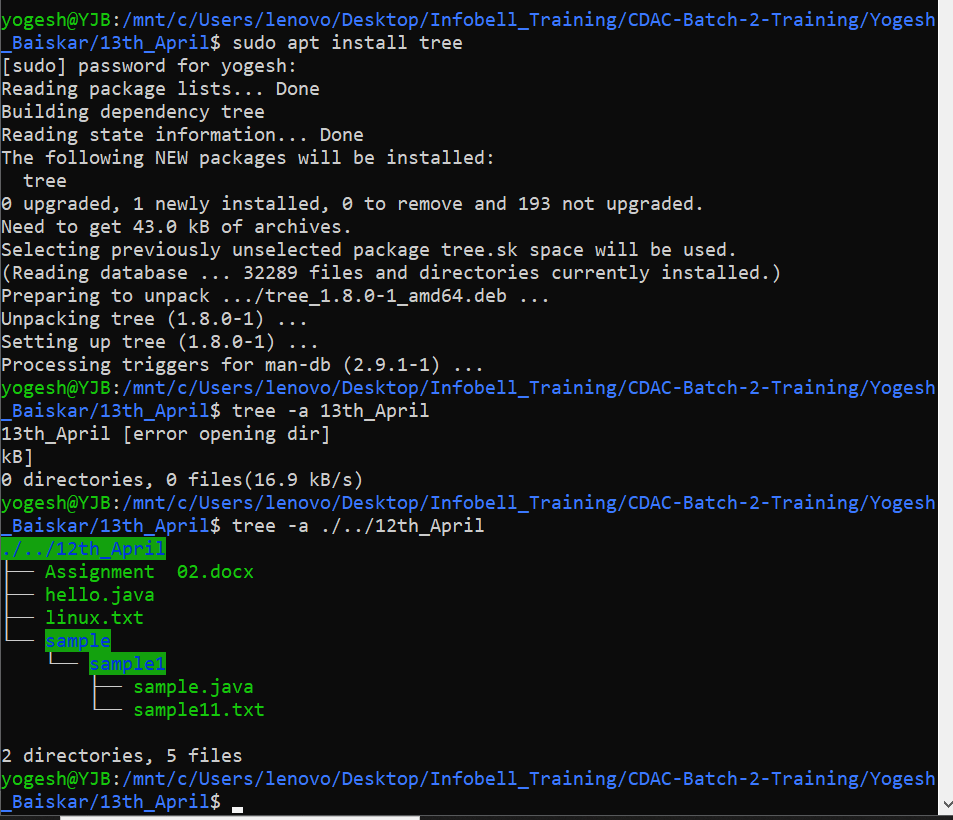 yogesh@YJB:/mnt/c/Users/lenovo/Desktop/Infobell_Training/CDAC-Batch-2-Training/Yogesh
_Baiskar/13th_April$ sudo apt install tree
[sudo] password for yogesh:
Reading package lists... Done
Building dependency tree
Reading state information... Done
The following NEW packages will be installed:
  tree
0 upgraded, 1 newly installed, 0 to remove and 193 not upgraded.
Need to get 43.0 kB of archives.
Selecting previously unselected package tree.sk space will be used.
(Reading database ... 32289 files and directories currently installed.)
Preparing to unpack .../tree_1.8.0-1_amd64.deb ...
Unpacking tree (1.8.0-1) ...
Setting up tree (1.8.0-1) ...
Processing triggers for man-db (2.9.1-1) ...
yogesh@YJB:/mnt/c/Users/lenovo/Desktop/Infobell_Training/CDAC-Batch-2-Training/Yogesh
_Baiskar/13th_April$ tree -a 13th_April
13th_April [error opening dir]
kB]
0 directories, 0 files(16.9 kB/s)
yogesh@YJB:/mnt/c/Users/lenovo/Desktop/Infobell_Training/CDAC-Batch-2-Training/Yogesh
_Baiskar/13th_April$ tree -a ./../12th_April
./../12th_April
├── Assignment  02.docx
├── hello.java
├── linux.txt
└── sample
    └── sample1
        ├── sample.java
        └── sample11.txt
2 directories, 5 files
yogesh@YJB:/mnt/c/Users/lenovo/Desktop/Infobell_Training/CDAC-Batch-2-Training/Yogesh
_Baiskar/13th_April$